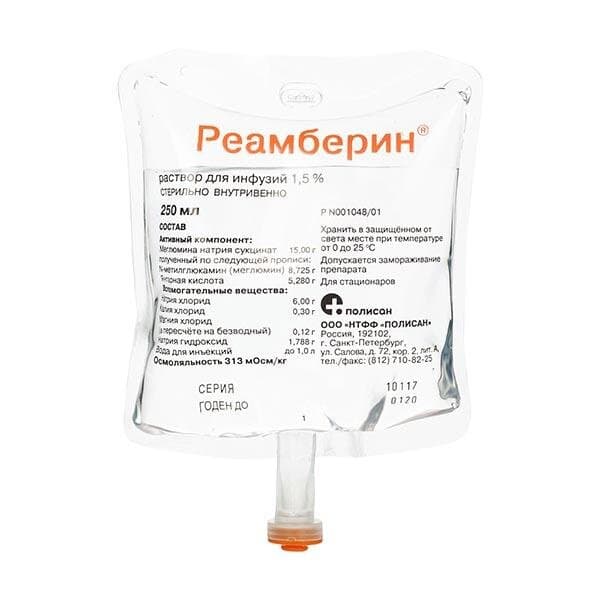 Реамберин®
раствор для инфузий 1,5 %
СТЕРИЛЬНО ВНУТРИВЕННО
250 мл
СОСТАВ
Активный компонент:
Меглюмина натрия сукцинат 15,00 г
полученный по следующей прописи:
N-метилглюкамин (меглюмин) 8,725 г
Янтарная кислота 5,280 г
Вспомогательные вещества:
Натрия хлорид 6,00 г
Калия хлорид 0,30 г
Магния хлорид
(в пересчёте на безводный) 0,12 г
Натрия гидроксид 1,788 г
Вода для инъекций до 1,0 л
Осмоляльность 313 мОсм/кг
Р N001048/01
Хранить в защищённом от
света месте при температуре
от 0 до 25 °С
Допускается замораживание
препарата
Для стационаров
полисан
ООО «НТФФ «ПОЛИСАН»
Россия, 192102,
г. Санкт-Петербург,
ул. Салова, д. 72, кор. 2, лит. А,
тел./факс: (812) 710-82-25
СЕРИЯ 10117
ГОДЕН ДО 0120
1